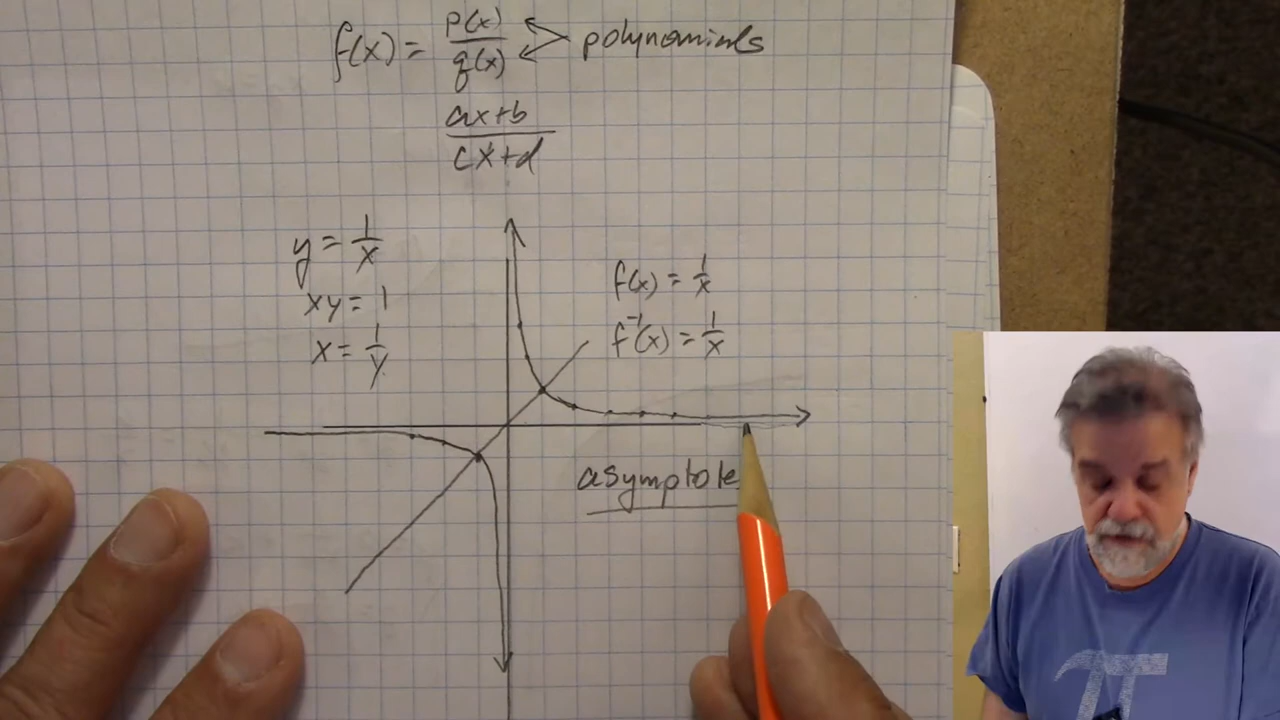 f(x) = p(x)/q(x) polynomials
ax+b/cx+d
y = 1/x
xy = 1
x = 1/y
f(x) = 1/x
f⁻¹(x) = 1/x
asymptote
π